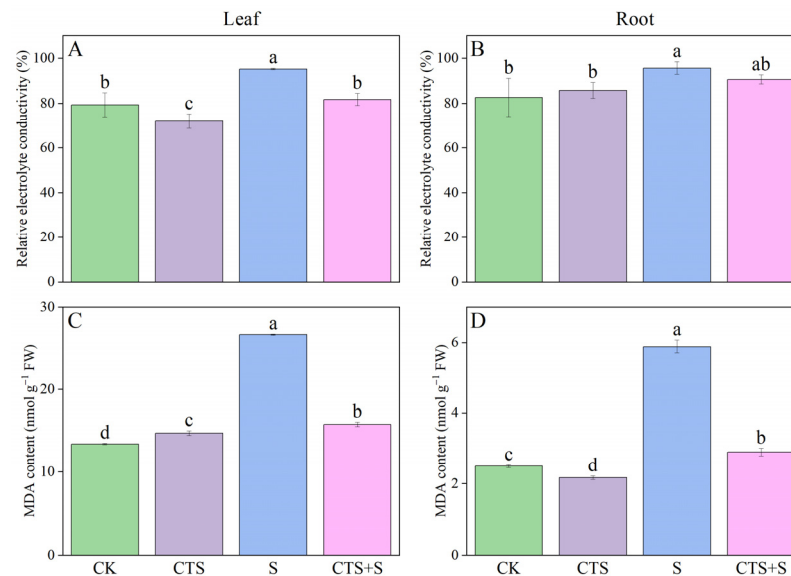 Leaf
Root
A
B
Relative electrolyte conductivity (%)
100
80
60
40
20
0
b
c
a
b
Relative electrolyte conductivity (%)
100
80
60
40
20
0
b
b
a
ab
C
D
MDA content (nmol g⁻¹ FW)
30
20
10
0
d
c
a
b
MDA content (nmol g⁻¹ FW)
6
4
2
0
c
d
a
b
CK CTS S CTS+S
CK CTS S CTS+S